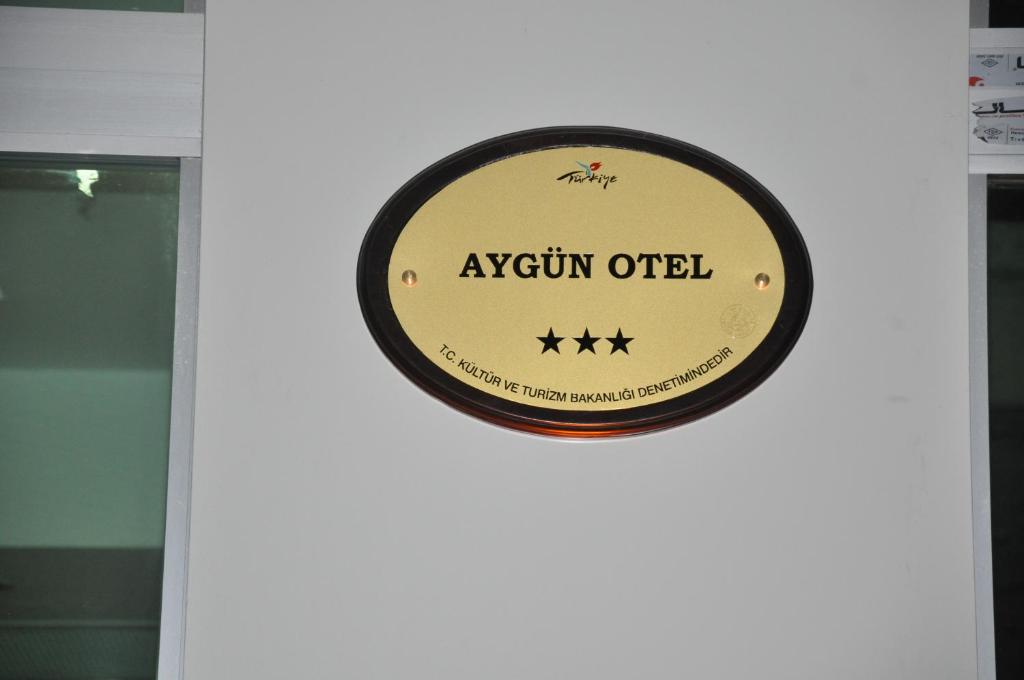 Türkiye
AYGÜN OTEL
★★★
T.C. KÜLTÜR VE TURİZM BAKANLIĞI DENETİMİNDEDİR